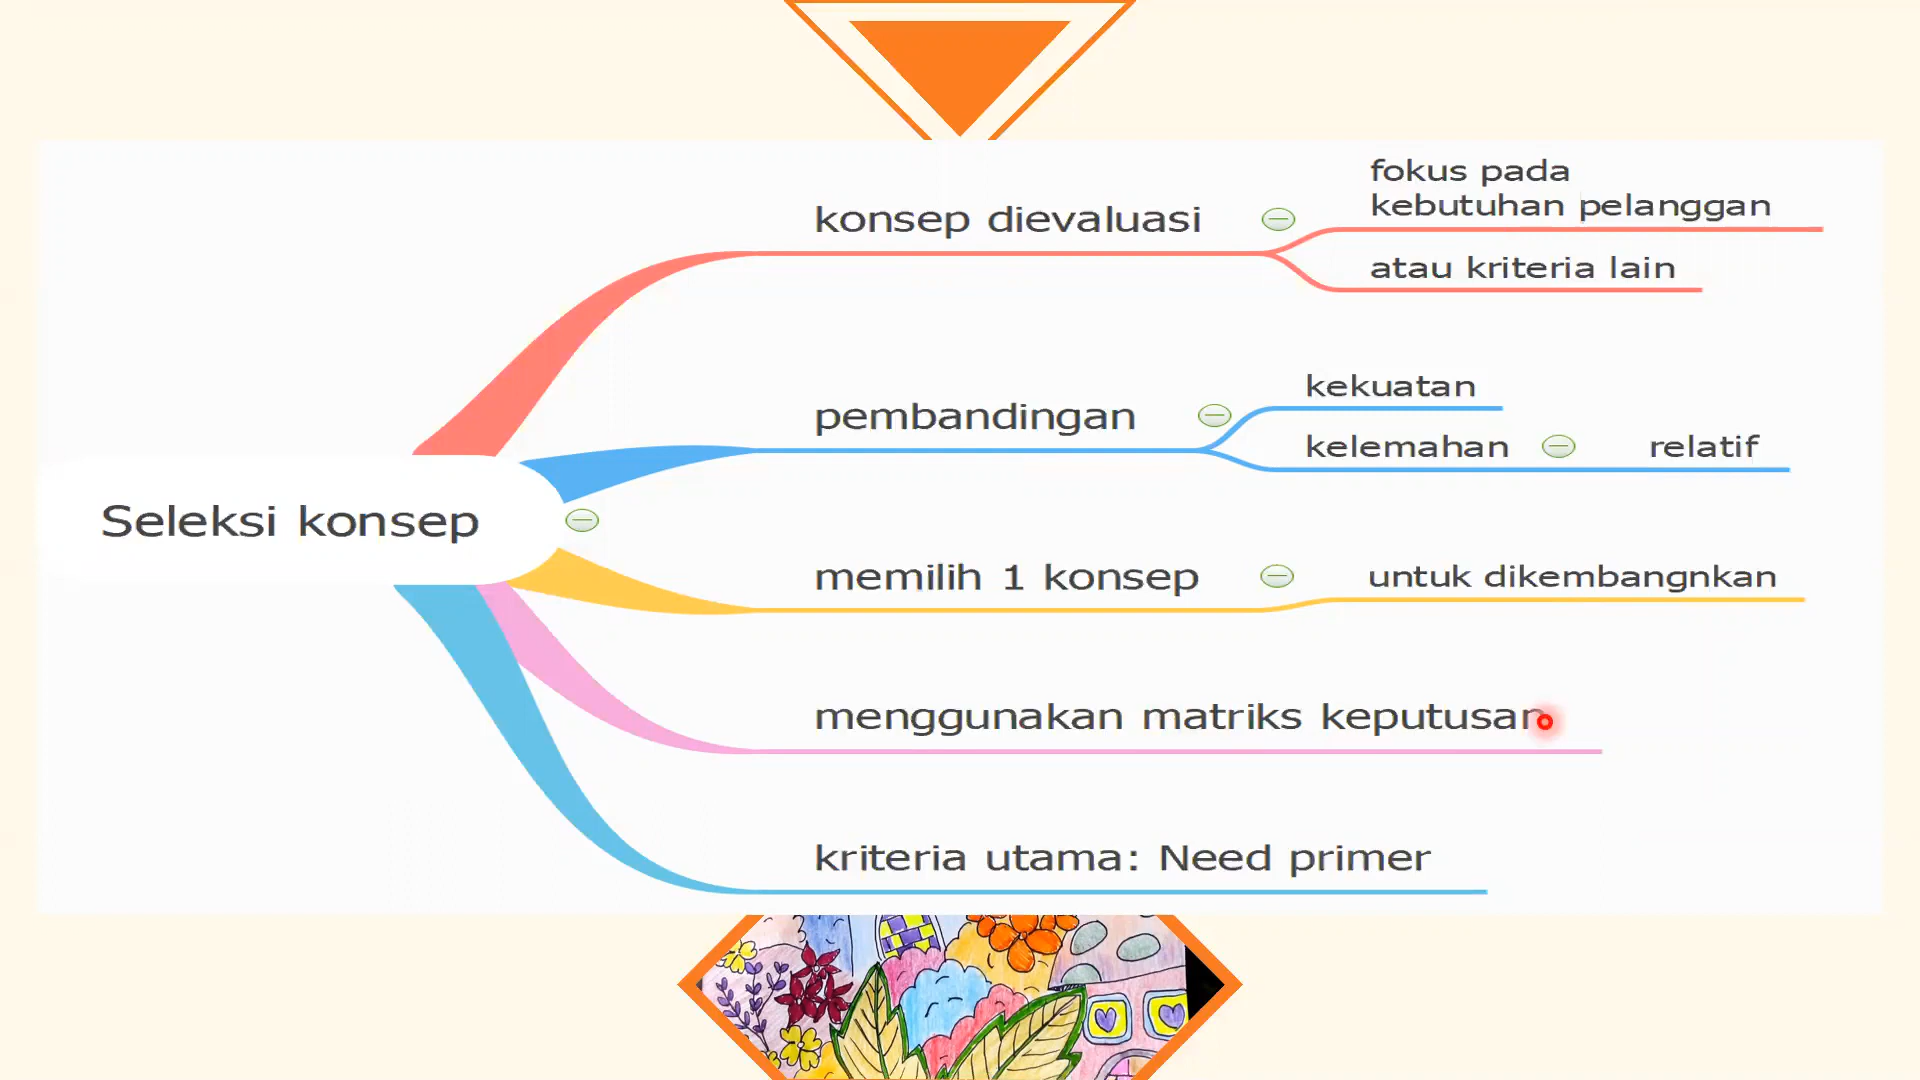 Seleksi konsep
konsep dievaluasi
fokus pada
kebutuhan pelanggan
atau kriteria lain
pembandingan
kekuatan
kelemahan
relatif
memilih 1 konsep
untuk dikembangnkan
menggunakan matriks keputusan
kriteria utama: Need primer